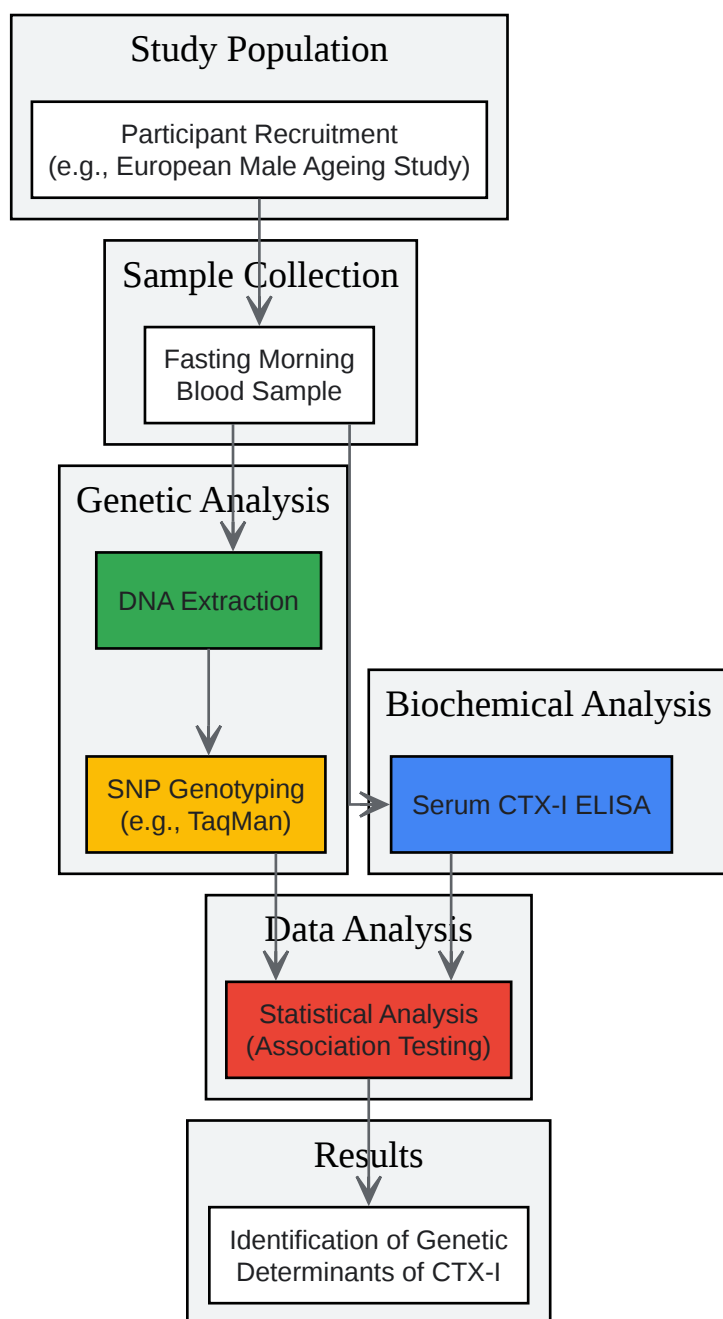 Study Population
Participant Recruitment
(e.g., European Male Ageing Study)
Sample Collection
Fasting Morning
Blood Sample
Genetic Analysis
DNA Extraction
SNP Genotyping
(e.g., TaqMan)
Biochemical Analysis
Serum CTX-I ELISA
Data Analysis
Statistical Analysis
(Association Testing)
Results
Identification of Genetic
Determinants of CTX-I